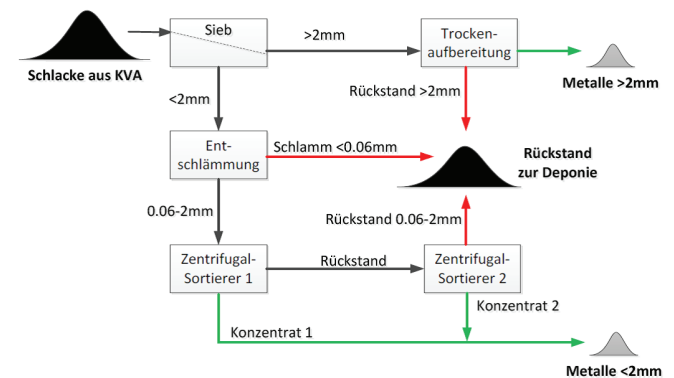 Sieb
>2mm
Trocken-
aufbereitung
Schlacke aus KVA
Metalle >2mm
<2mm
Rückstand >2mm
Ent-
schlämmung
Schlamm <0.06mm
Rückstand
zur Deponie
0.06-2mm
Rückstand 0.06-2mm
Zentrifugal-
Sortierer 1
Rückstand
Zentrifugal-
Sortierer 2
Konzentrat 2
Konzentrat 1
Metalle <2mm